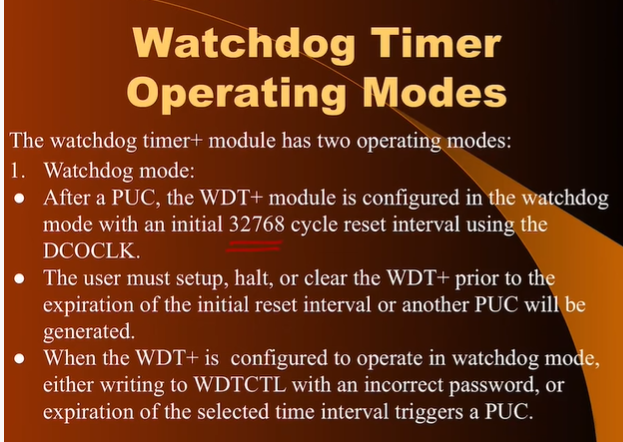 Watchdog Timer
Operating Modes
The watchdog timer+ module has two operating modes:
1. Watchdog mode:
● After a PUC, the WDT+ module is configured in the watchdog
mode with an initial 32768 cycle reset interval using the
DCOCLK.
● The user must setup, halt, or clear the WDT+ prior to the
expiration of the initial reset interval or another PUC will be
generated.
● When the WDT+ is configured to operate in watchdog mode,
either writing to WDTCTL with an incorrect password, or
expiration of the selected time interval triggers a PUC.